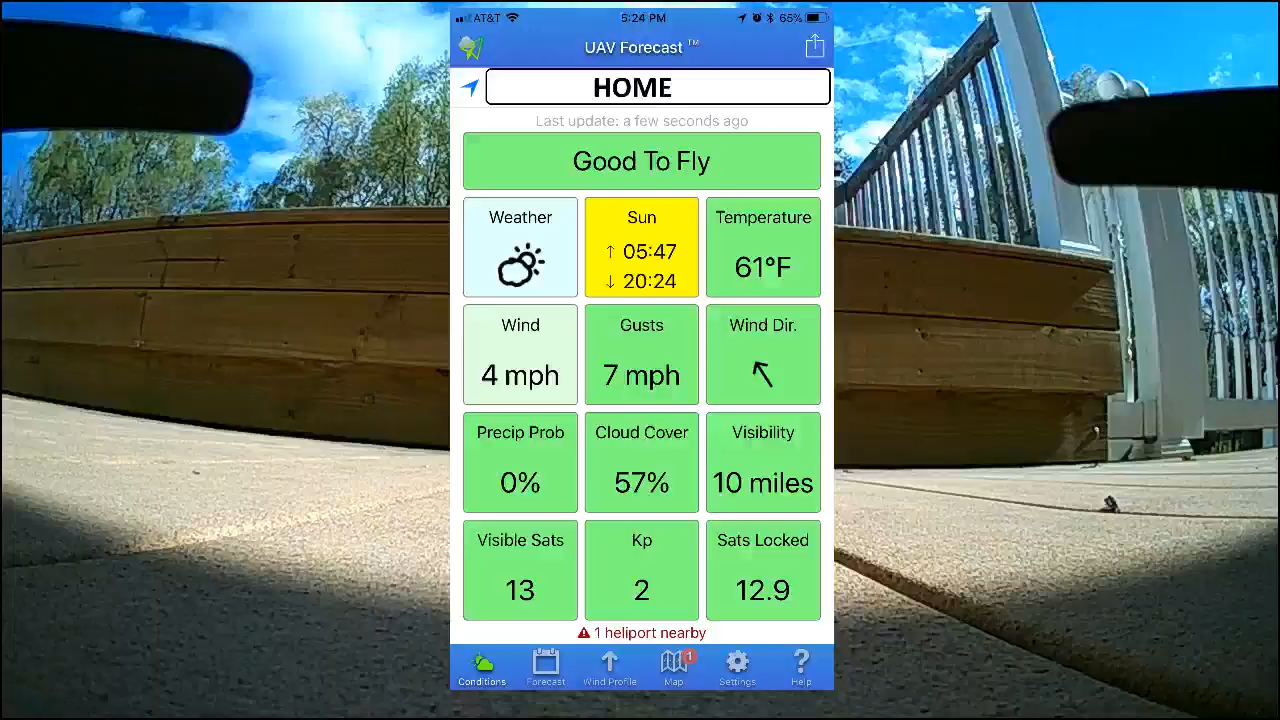 AT&T 5:24 PM 65%
UAV Forecast ™
HOME
Last update: a few seconds ago
Good To Fly
Weather Sun Temperature
↑ 05:47
↓ 20:24
61°F
Wind Gusts Wind Dir.
4 mph 7 mph ↖
Precip Prob Cloud Cover Visibility
0% 57% 10 miles
Visible Sats Kp Sats Locked
13 2 12.9
1 heliport nearby
1
Conditions Forecast Wind Profile Map Settings Help
?